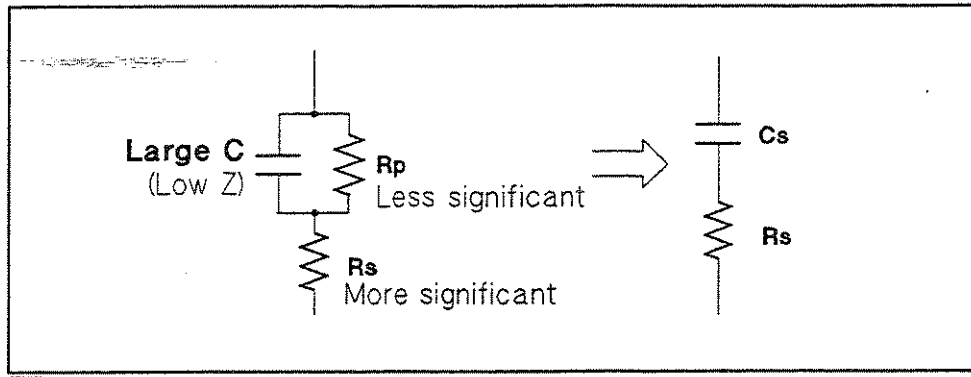 Large C
(Low Z)
Rp
Less significant
Rs
More significant
Cs
Rs